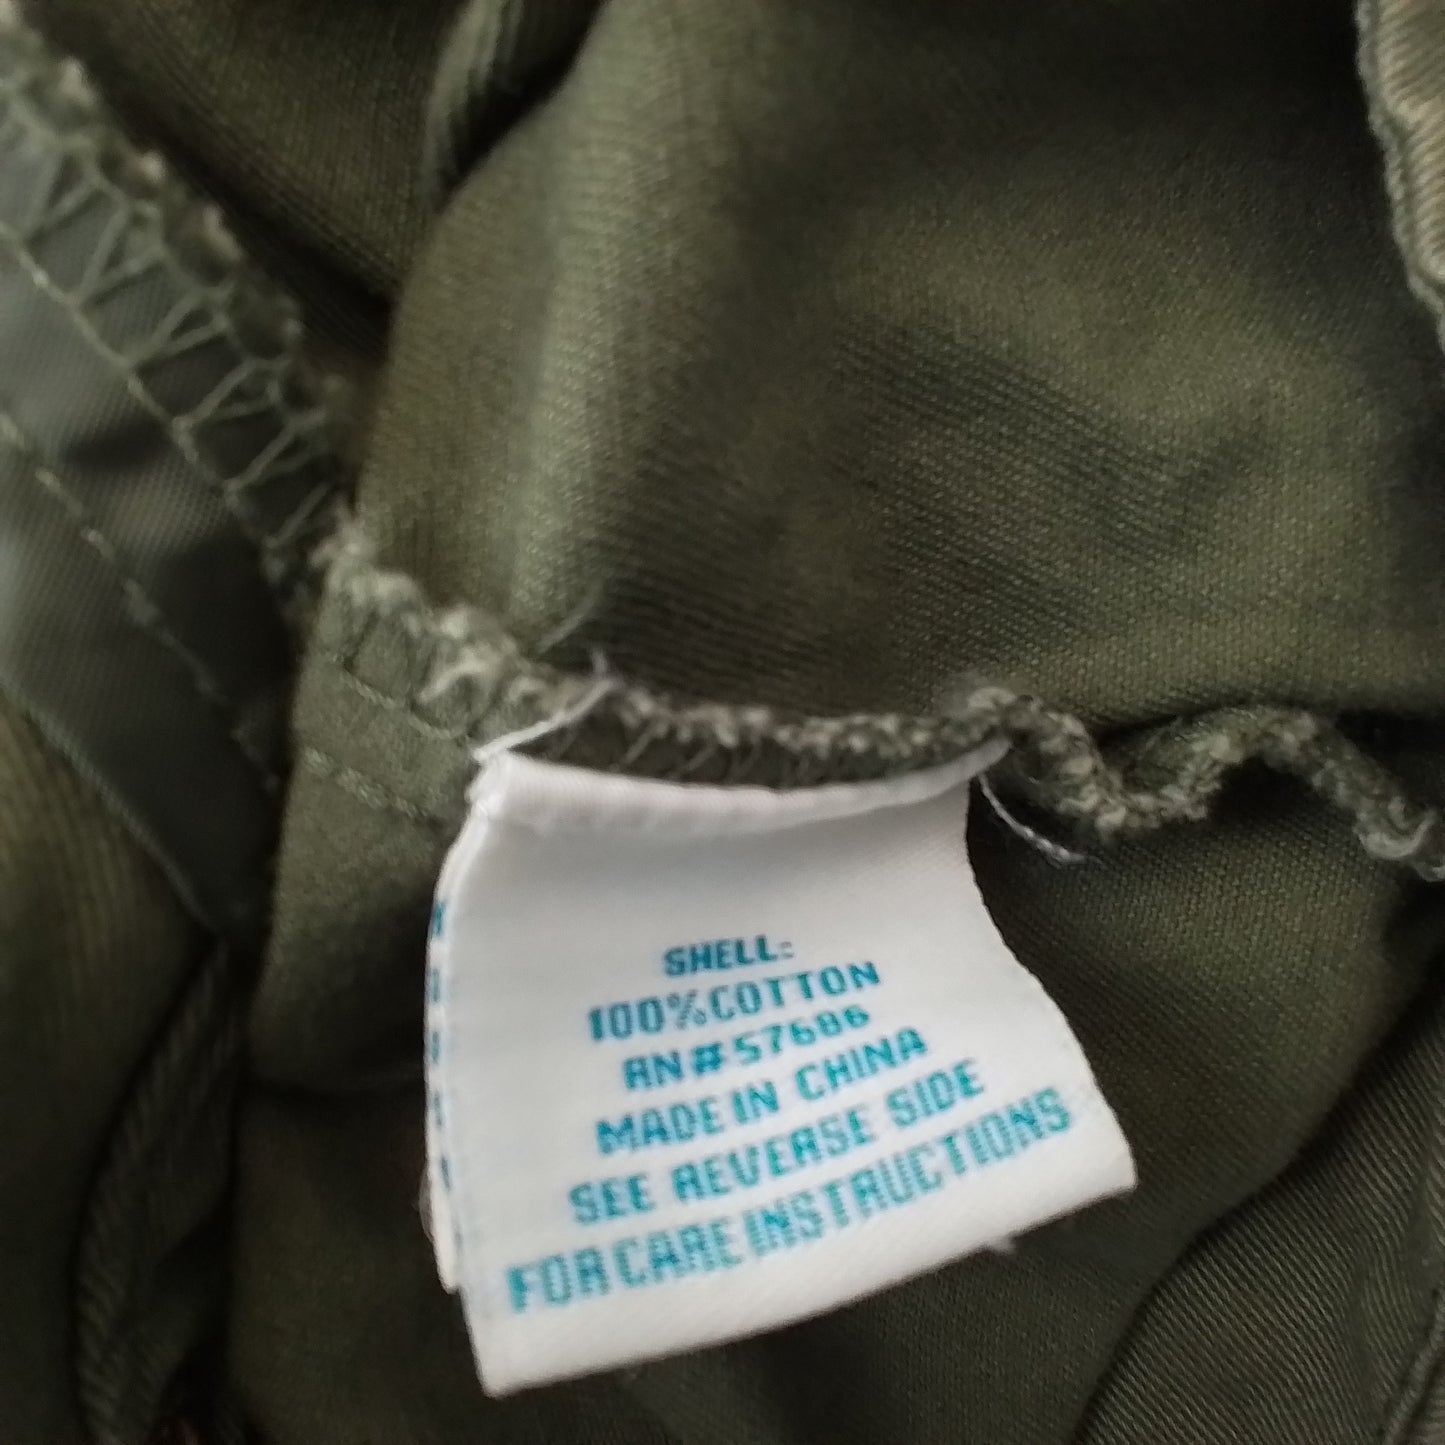 SHELL:
100%COTTON
RN#57686
MADE IN CHINA
SEE REVERSE SIDE
FOR CARE INSTRUCTIONS